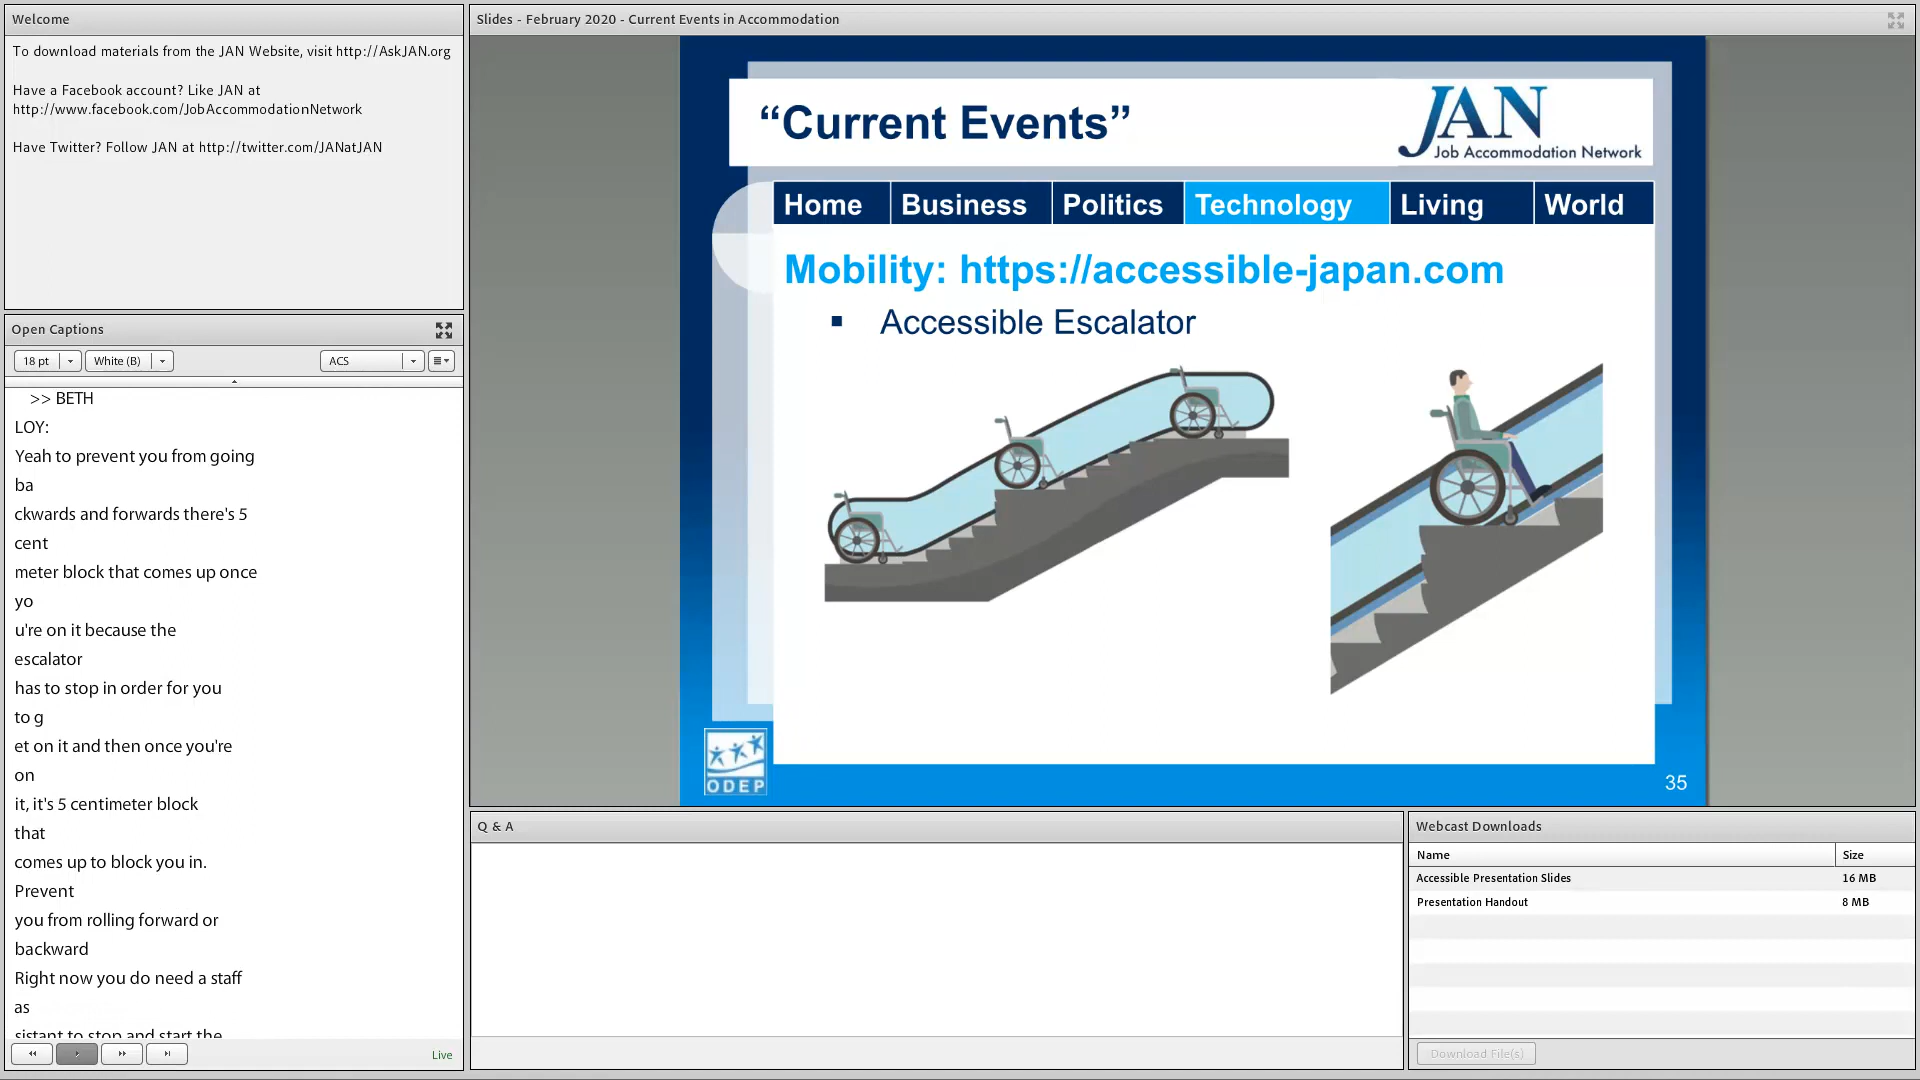 Welcome
To download materials from the JAN Website, visit http://AskJAN.org
Have a Facebook account? Like JAN at
http://www.facebook.com/JobAccommodationNetwork
Have Twitter? Follow JAN at http://twitter.com/JANatJAN
Open Captions
18 pt
White (B)
ACS
>> BETH
LOY:
Yeah to prevent you from going
ba
ckwards and forwards there's 5
cent
meter block that comes up once
yo
u're on it because the
escalator
has to stop in order for you
to g
et on it and then once you're
on
it, it's 5 centimeter block
that
comes up to block you in.
Prevent
you from rolling forward or
backward
Right now you do need a staff
as
sistant to stop and start the
Live
Slides - February 2020 - Current Events in Accommodation
“Current Events”
JAN
Job Accommodation Network
Home Business Politics Technology Living World
Mobility: https://accessible-japan.com
▪ Accessible Escalator
ODEP
35
Q & A
Webcast Downloads
Name Size
Accessible Presentation Slides 16 MB
Presentation Handout 8 MB
Download File(s)